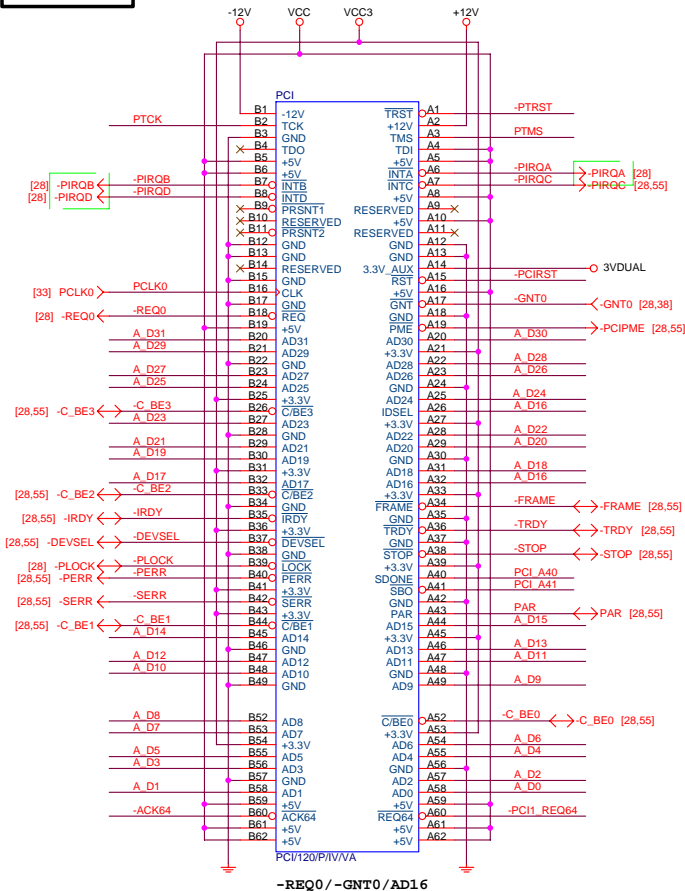 -12V VCC VCC3 +12V
PCI
B1 -12V TRST A1 -PTRST
PTCK B2 TCK +12V A2
B3 GND TMS A3 PTMS
B4 TDO TDI A4
B5 +5V +5V A5
B6 +5V INTA A6 -PIRQA -PIRQA [28]
[28] -PIRQB -PIRQB B7 INTB INTC A7 -PIRQC -PIRQC [28,55]
[28] -PIRQD -PIRQD B8 INTD +5V A8
B9 PRSNT1 RESERVED A9
B10 RESERVED +5V A10
B11 PRSNT2 RESERVED A11
B12 GND GND A12
B13 GND GND A13
B14 RESERVED 3.3V_AUX A14 3VDUAL
B15 GND RST A15 -PCIRST
[33] PCLK0 PCLK0 B16 CLK +5V A16
B17 GND GNT A17 -GNT0 -GNT0 [28,38]
[28] -REQ0 -REQ0 B18 REQ GND A18
B19 +5V PME A19 -PCIPME [28,55]
A_D31 B20 AD31 AD30 A20 A_D30
A_D29 B21 AD29 +3.3V A21
B22 GND AD28 A22 A_D28
A_D27 B23 AD27 AD26 A23 A_D26
A_D25 B24 AD25 GND A24
B25 +3.3V AD24 A25 A_D24
[28,55] -C_BE3 -C_BE3 B26 C/BE3 IDSEL A26 A_D16
A_D23 B27 AD23 +3.3V A27
B28 GND AD22 A28 A_D22
A_D21 B29 AD21 AD20 A29 A_D20
A_D19 B30 AD19 GND A30
B31 +3.3V AD18 A31 A_D18
A_D17 B32 AD17 AD16 A32 A_D16
[28,55] -C_BE2 -C_BE2 B33 C/BE2 +3.3V A33
B34 GND FRAME A34 -FRAME -FRAME [28,55]
[28,55] -IRDY -IRDY B35 IRDY GND A35
B36 +3.3V TRDY A36 -TRDY -TRDY [28,55]
[28,55] -DEVSEL -DEVSEL B37 DEVSEL GND A37
B38 GND STOP A38 -STOP -STOP [28,55]
[28] -PLOCK -PLOCK B39 LOCK +3.3V A39
[28,55] -PERR -PERR B40 PERR SDONE A40 PCI_A40
B41 +3.3V SBO A41 PCI_A41
[28,55] -SERR -SERR B42 SERR GND A42
B43 +3.3V PAR A43 PAR PAR [28,55]
[28,55] -C_BE1 -C_BE1 B44 C/BE1 AD15 A44 A_D15
A_D14 B45 AD14 +3.3V A45
B46 GND AD13 A46 A_D13
A_D12 B47 AD12 AD11 A47 A_D11
A_D10 B48 AD10 GND A48
B49 GND AD9 A49 A_D9
A_D8 B52 AD8 C/BE0 A52 -C_BE0 -C_BE0 [28,55]
A_D7 B53 AD7 +3.3V A53
B54 +3.3V AD6 A54 A_D6
A_D5 B55 AD5 AD4 A55 A_D4
A_D3 B56 AD3 GND A56
B57 GND AD2 A57 A_D2
A_D1 B58 AD1 AD0 A58 A_D0
B59 +5V +5V A59
-ACK64 B60 ACK64 REQ64 A60 -PCI1_REQ64
B61 +5V +5V A61
B62 +5V +5V A62
PCI/120/P/IV/VA
-REQ0/-GNT0/AD16